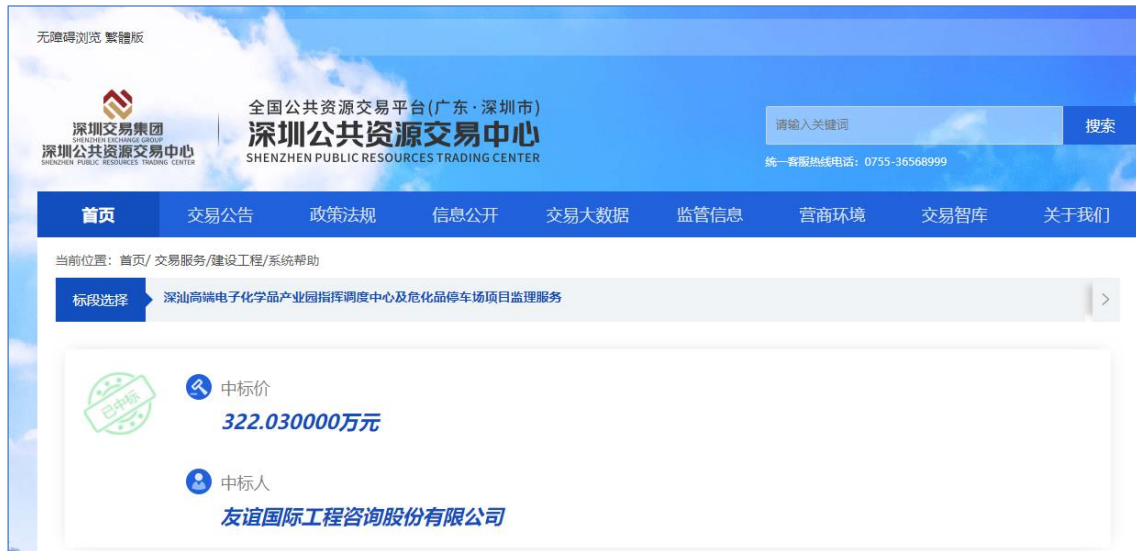 无障碍浏览 繁體版
深圳交易集团
SHENZHEN EXCHANGE GROUP
深圳公共资源交易中心
SHENZHEN PUBLIC RESOURCES TRADING CENTER
全国公共资源交易平台(广东·深圳市)
深圳公共资源交易中心
SHENZHEN PUBLIC RESOURCES TRADING CENTER
请输入关键词
搜索
统一客服热线电话：0755-36568999
首页 交易公告 政策法规 信息公开 交易大数据 监管信息 营商环境 交易智库 关于我们
当前位置：首页/ 交易服务/建设工程/系统帮助
标段选择
深汕高端电子化学品产业园指挥调度中心及危化品停车场项目监理服务
已中标
中标价
322.030000万元
中标人
友谊国际工程咨询股份有限公司